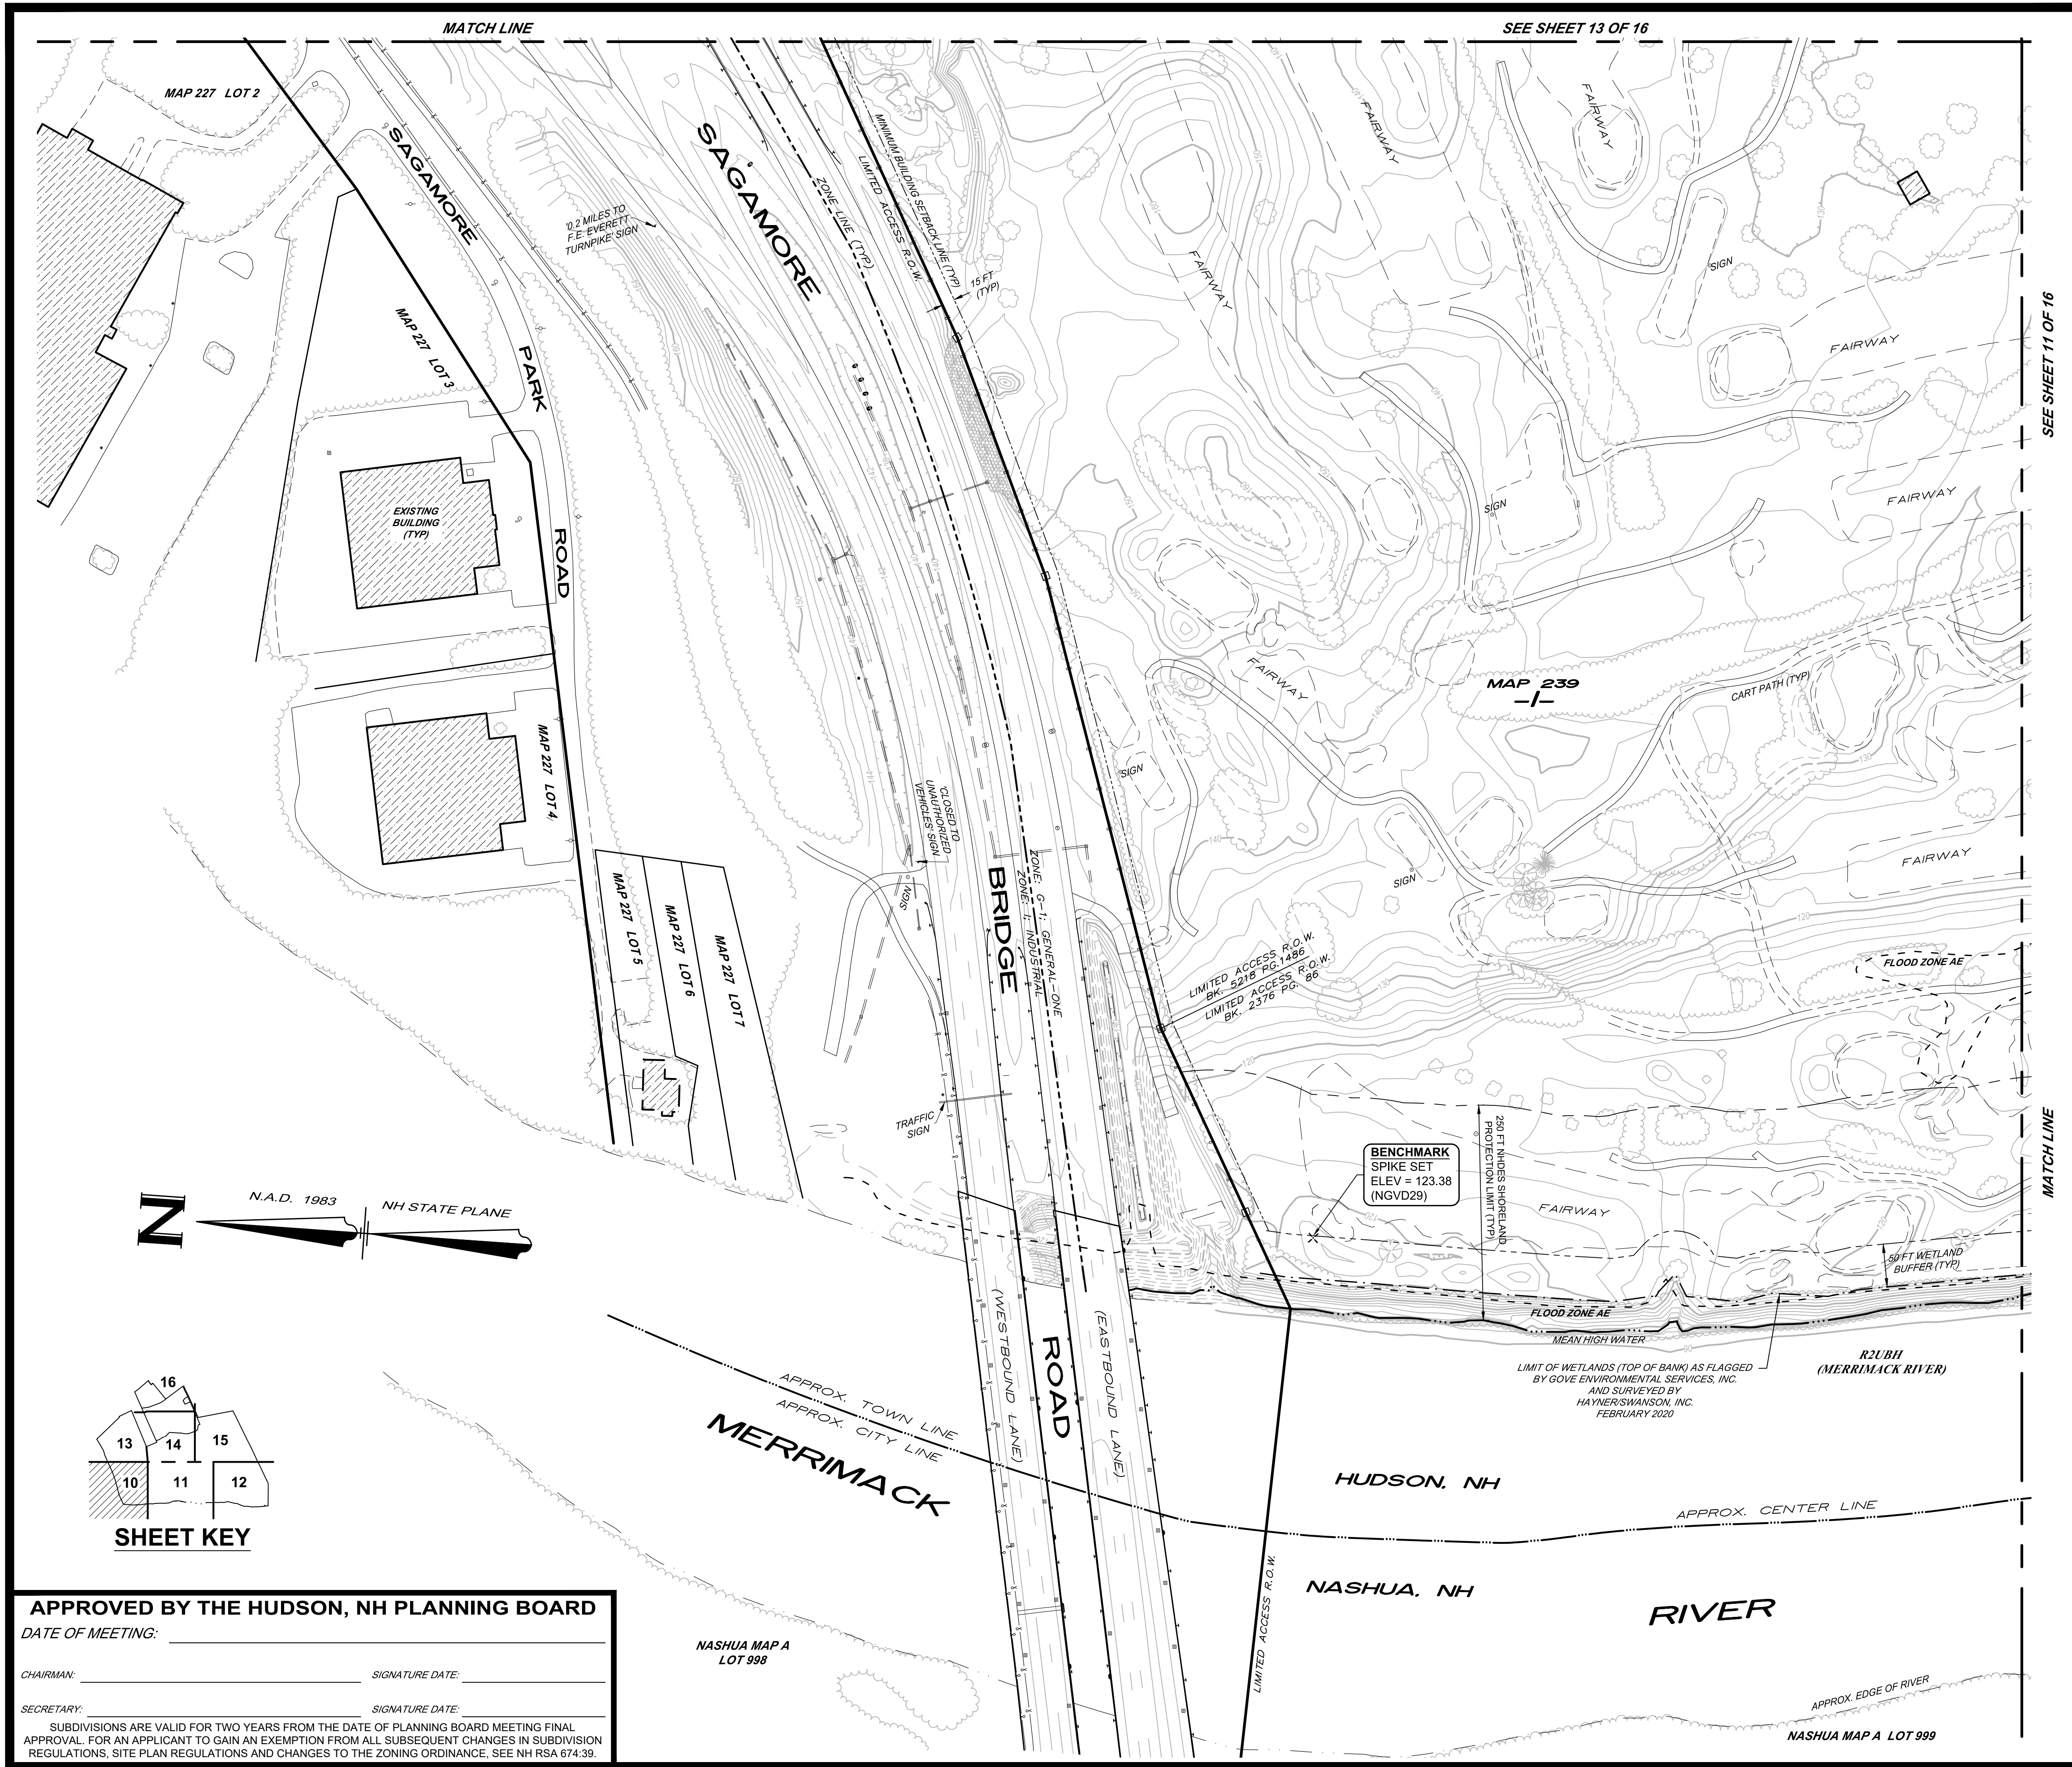 MATCH LINE
SEE SHEET 13 OF 16
MAP 227 LOT 2
SAGAMORE
PARK
ROAD
'0.2 MILES TO
F.E. EVERETT
TURNPIKE' SIGN
SAGAMORE
ZONE LINE (TYP)
LIMITED ACCESS R.O.W.
MINIMUM BUILDING SETBACK LINE (TYP)
15 FT
(TYP)
FAIRWAY
FAIRWAY
FAIRWAY
SIGN
FAIRWAY
SEE SHEET 11 OF 16
MAP 227 LOT 3
EXISTING
BUILDING
(TYP)
SIGN
FAIRWAY
FAIRWAY
MAP 239
-1-
CART PATH (TYP)
MAP 227 LOT 4
SIGN
'CLOSED TO
UNAUTHORIZED
VEHICLES' SIGN
SIGN
BRIDGE
ZONE: G-1; GENERAL-ONE
ZONE: I; INDUSTRIAL
SIGN
FAIRWAY
MAP 227 LOT 5
MAP 227 LOT 6
MAP 227 LOT 7
LIMITED ACCESS R.O.W.
BK. 5218 PG.1486
LIMITED ACCESS R.O.W.
BK. 2376 PG. 86
FLOOD ZONE AE
TRAFFIC
SIGN
BENCHMARK
SPIKE SET
ELEV = 123.38
(NGVD29)
250 FT NHDES SHORELAND
PROTECTION LIMIT (TYP)
FAIRWAY
50 FT WETLAND
BUFFER (TYP)
MATCH LINE
N
N.A.D. 1983
NH STATE PLANE
FLOOD ZONE AE
MEAN HIGH WATER
LIMIT OF WETLANDS (TOP OF BANK) AS FLAGGED
BY GOVE ENVIRONMENTAL SERVICES, INC.
AND SURVEYED BY
HAYNER/SWANSON, INC.
FEBRUARY 2020
R2UBH
(MERRIMACK RIVER)
(WESTBOUND LANE)
ROAD
(EASTBOUND LANE)
APPROX. TOWN LINE
APPROX. CITY LINE
MERRIMACK
HUDSON, NH
APPROX. CENTER LINE
NASHUA, NH
RIVER
LIMITED ACCESS R.O.W.
APPROX. EDGE OF RIVER
NASHUA MAP A LOT 999
NASHUA MAP A
LOT 998
16
13
14
15
10
11
12
SHEET KEY
APPROVED BY THE HUDSON, NH PLANNING BOARD
DATE OF MEETING:
CHAIRMAN: SIGNATURE DATE:
SECRETARY: SIGNATURE DATE:
SUBDIVISIONS ARE VALID FOR TWO YEARS FROM THE DATE OF PLANNING BOARD MEETING FINAL
APPROVAL. FOR AN APPLICANT TO GAIN AN EXEMPTION FROM ALL SUBSEQUENT CHANGES IN SUBDIVISION
REGULATIONS, SITE PLAN REGULATIONS AND CHANGES TO THE ZONING ORDINANCE, SEE NH RSA 674:39.